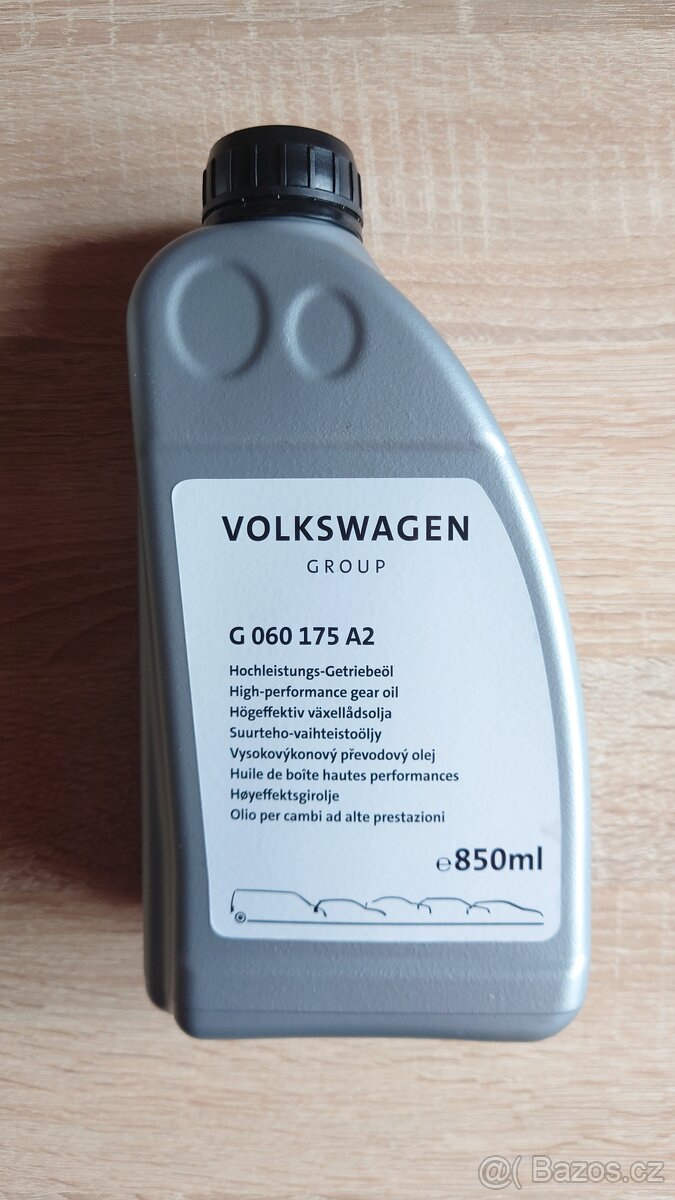 VOLKSWAGEN
GROUP
G 060 175 A2
Hochleistungs-Getriebeöl
High-performance gear oil
Högeffektiv växellådsolja
Suurteho-vaihteistoöljy
Vysokovýkonový převodový olej
Huile de boîte hautes performances
Høyeffektsgirolje
Olio per cambi ad alte prestazioni
℮850ml
@( Bazos.cz